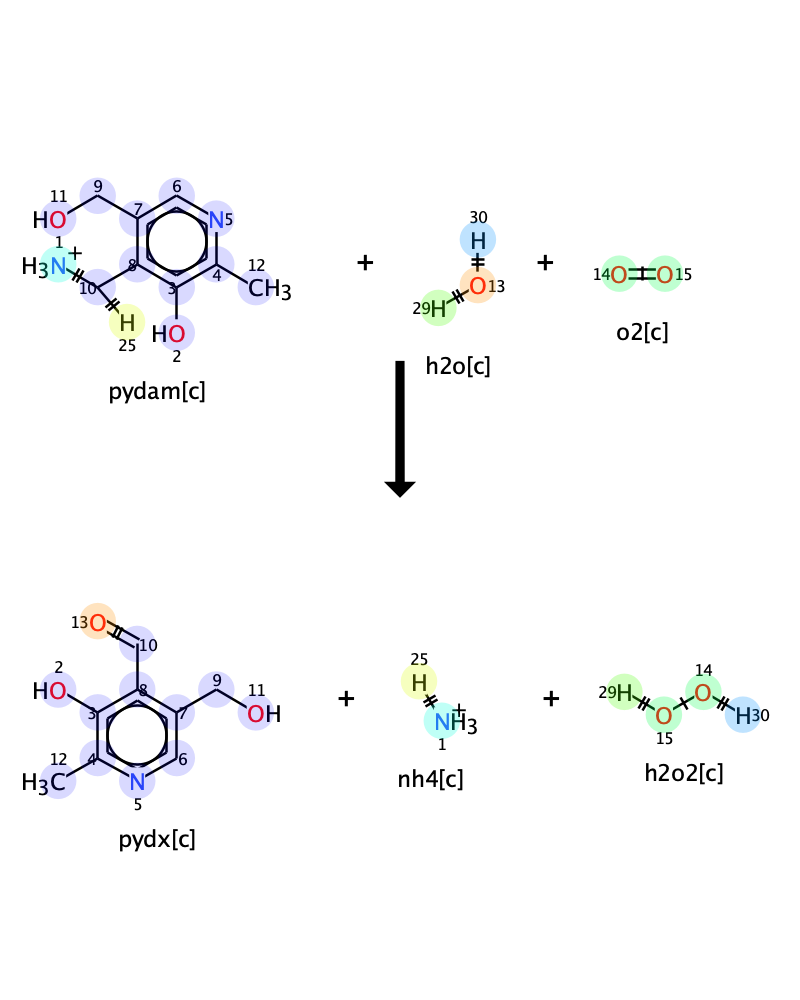 11 9 6
HO 7 N5
1 +
H3N 8 4 12
10 3 CH3
H HO
25 2
pydam[c]
+
30
H
O13
29H
h2o[c]
+
14O O15
o2[c]
13O
10
2 9 11
HO 8 OH
3 7
12 4 6
H3C N
5
pydx[c]
+
25
H
+
NH3
1
nh4[c]
+
14
29H O
O H30
15
h2o2[c]